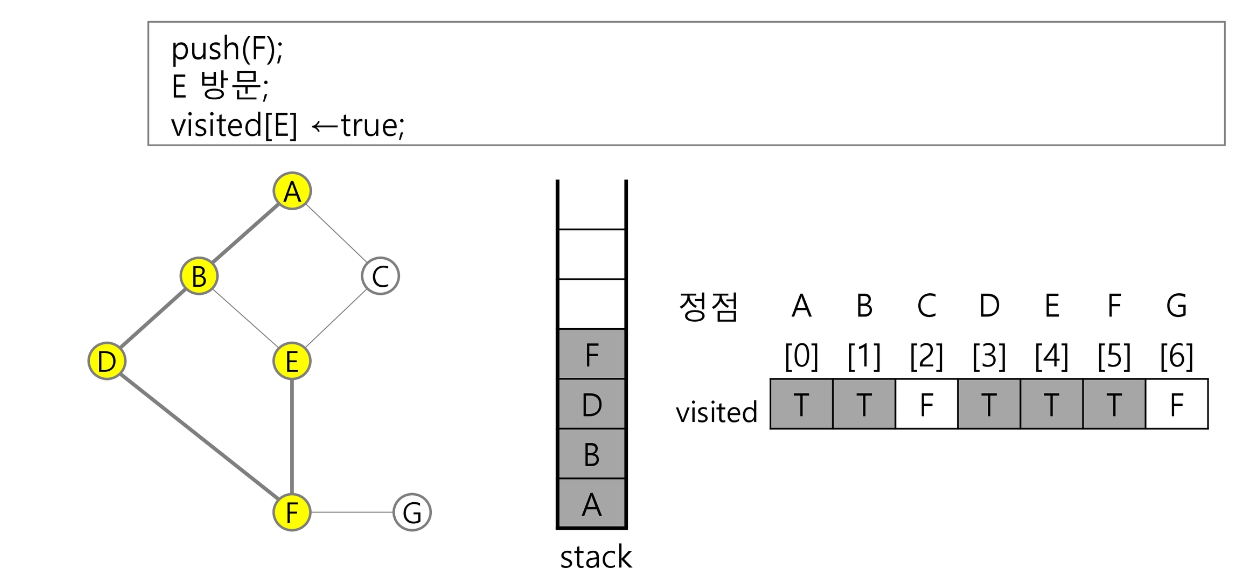 push(F);
E 방문;
visited[E] ←true;
A
B
C
D
E
F
G
F
D
B
A
stack
정점 A B C D E F G
[0] [1] [2] [3] [4] [5] [6]
visited T T F T T T F